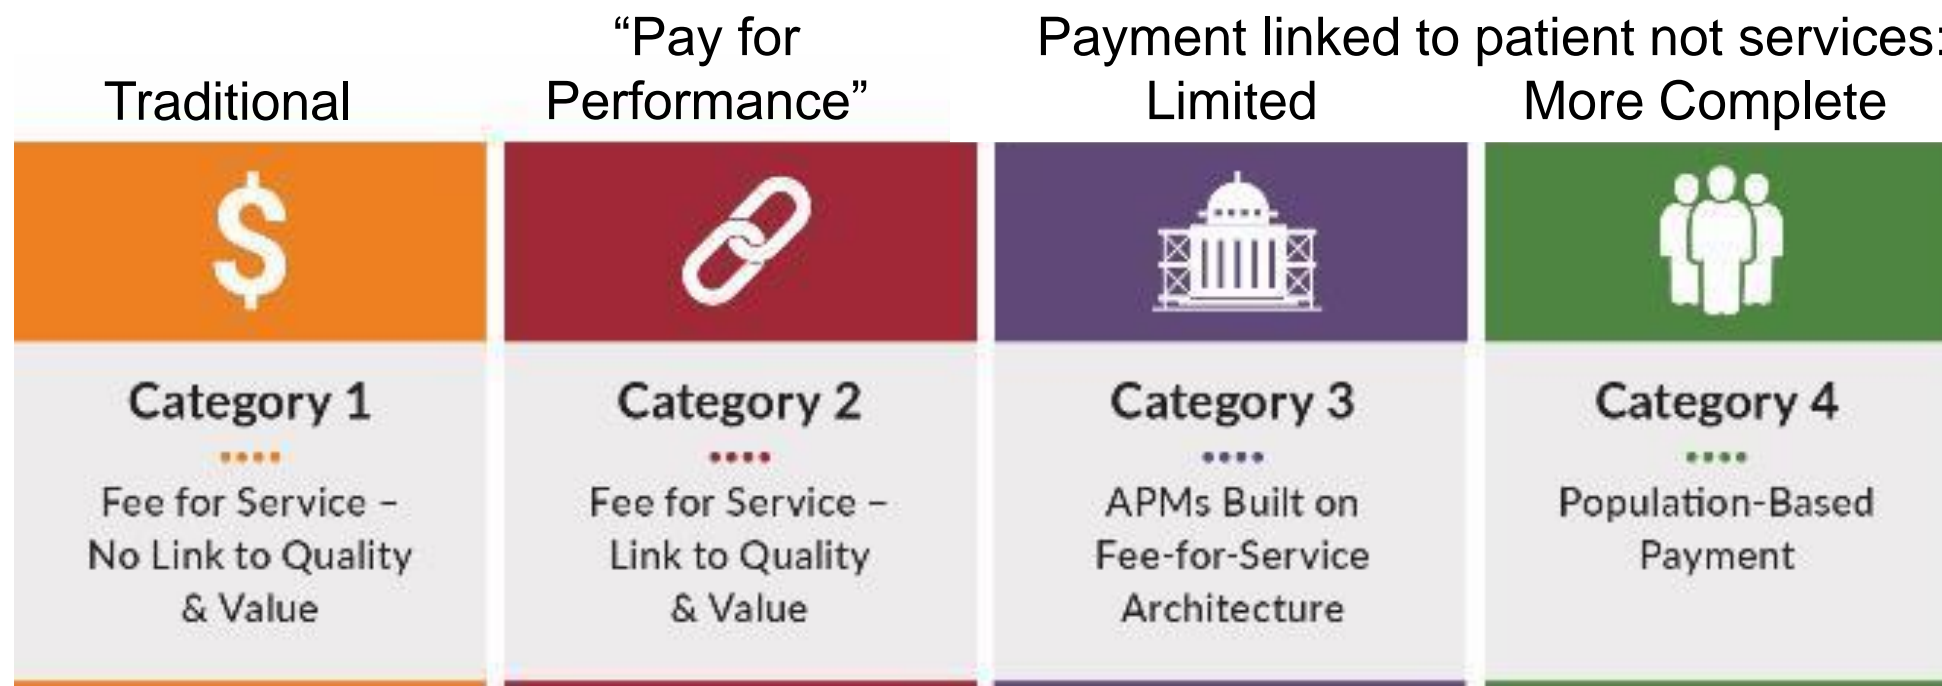 Traditional
“Pay for
Performance”
Payment linked to patient not services:
Limited
More Complete
$
Category 1
Fee for Service –
No Link to Quality
& Value
Category 2
Fee for Service –
Link to Quality
& Value
Category 3
APMs Built on
Fee-for-Service
Architecture
Category 4
Population-Based
Payment